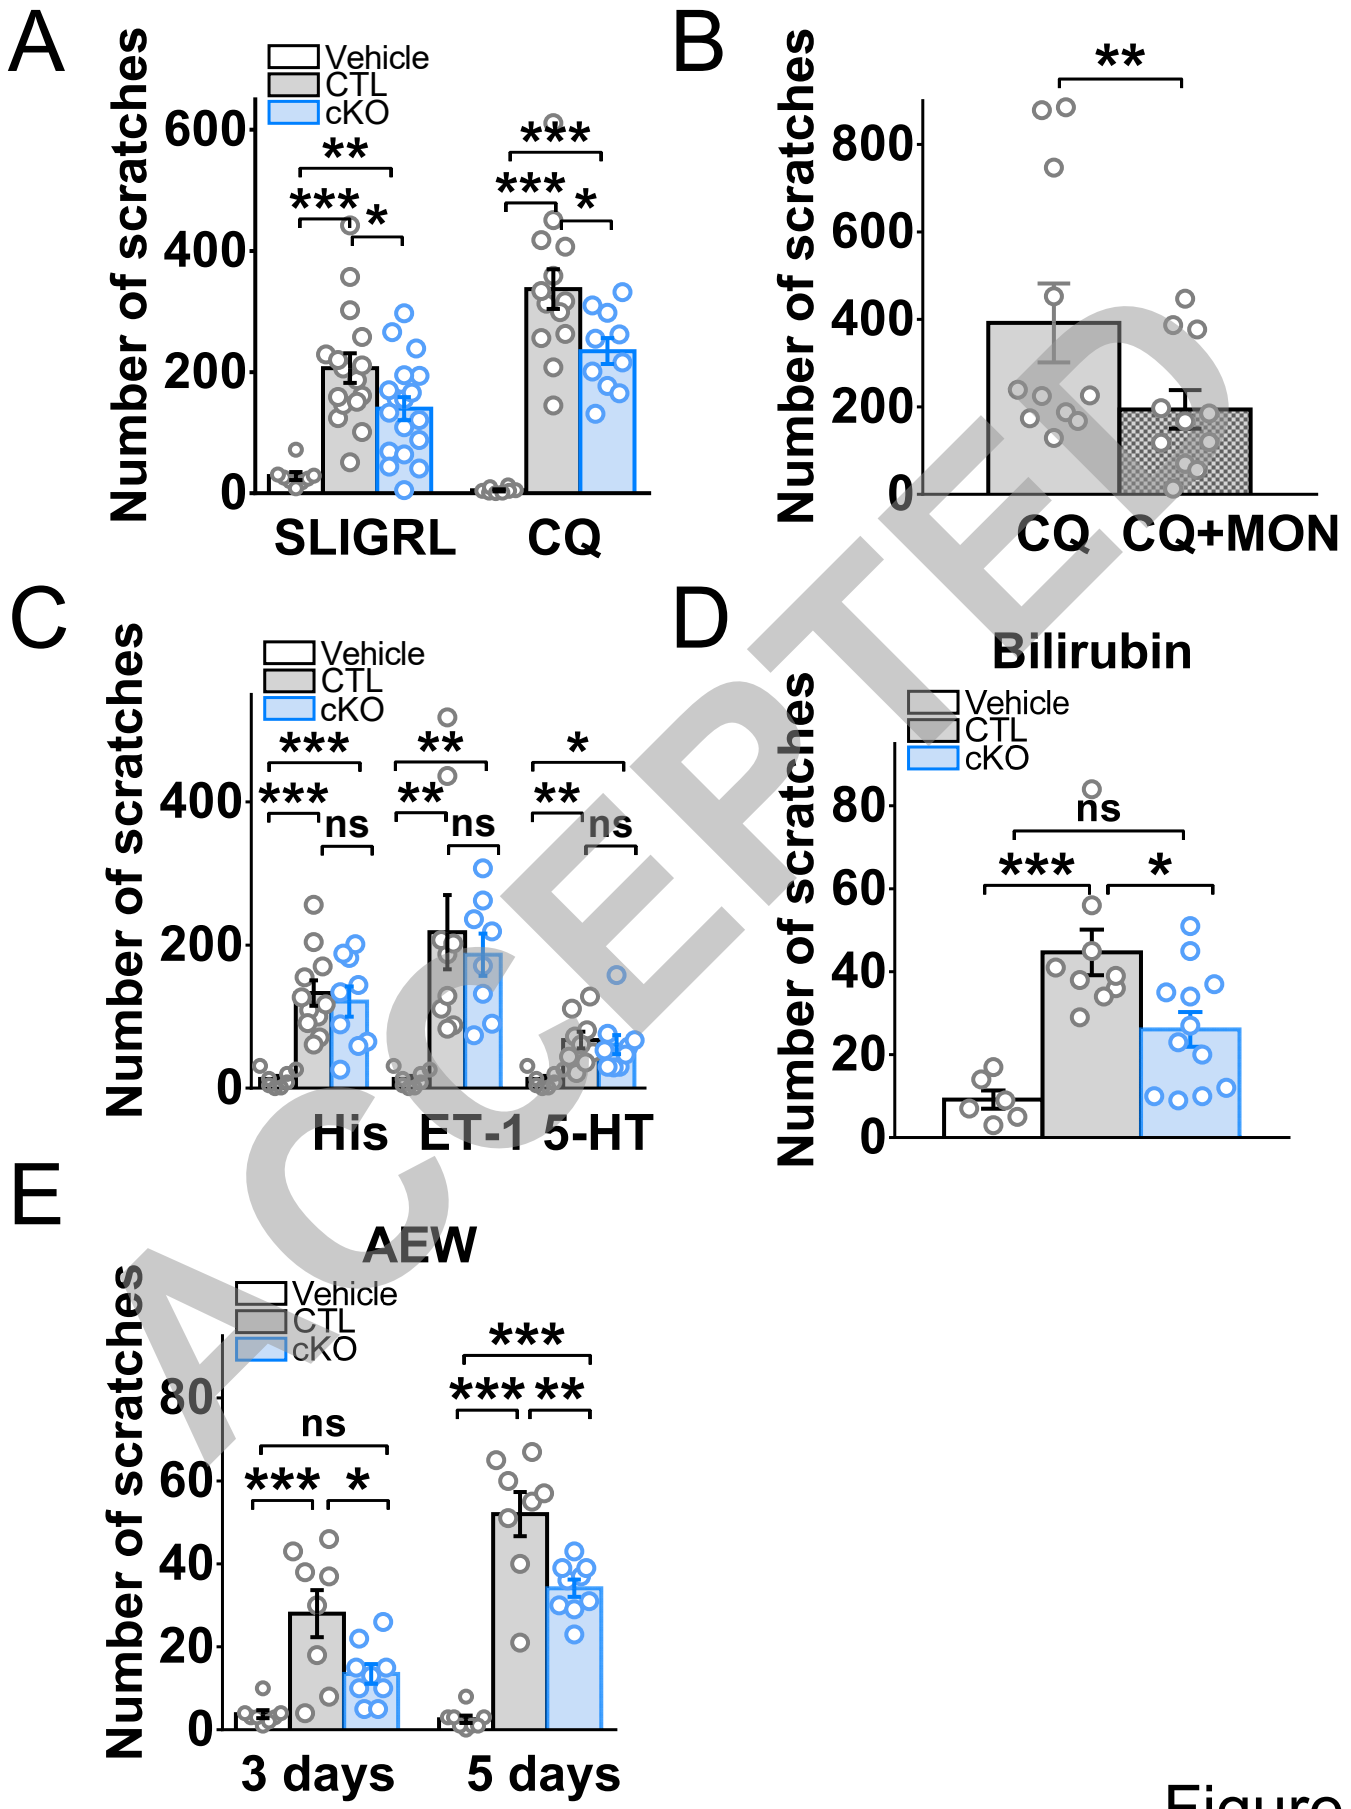 A
Number of scratches
Vehicle
CTL
cKO
600
400
200
0
**
***
*
***
***
*
SLIGRL
CQ
B
Number of scratches
800
600
400
200
0
**
CQ
CQ+MON
C
Number of scratches
Vehicle
CTL
cKO
400
200
0
***
***
ns
**
**
ns
*
**
ns
His
ET-1
5-HT
D
Bilirubin
Number of scratches
Vehicle
CTL
cKO
80
60
40
20
0
ns
***
*
E
AEW
Number of scratches
Vehicle
CTL
cKO
80
60
40
20
0
ns
***
*
***
***
**
3 days
5 days
ACCEPTED
Figure